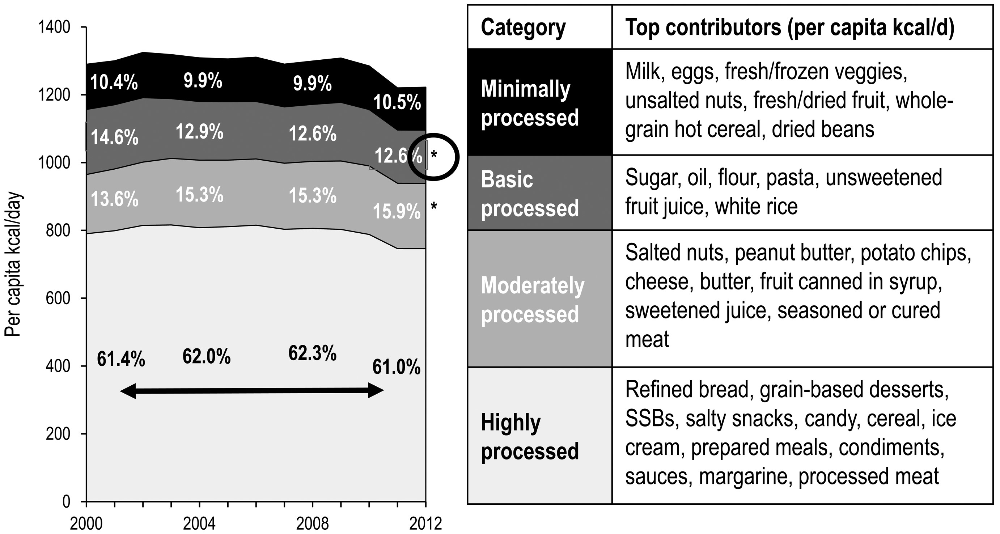 1400
1200
1000
800
600
400
200
0
Per capita kcal/day
10.4%
9.9%
9.9%
10.5%
14.6%
12.9%
12.6%
12.6%
*
13.6%
15.3%
15.3%
15.9%
*
61.4%
62.0%
62.3%
61.0%
2000
2004
2008
2012
Category
Top contributors (per capita kcal/d)
Minimally
processed
Milk, eggs, fresh/frozen veggies,
unsalted nuts, fresh/dried fruit, whole-
grain hot cereal, dried beans
Basic
processed
Sugar, oil, flour, pasta, unsweetened
fruit juice, white rice
Moderately
processed
Salted nuts, peanut butter, potato chips,
cheese, butter, fruit canned in syrup,
sweetened juice, seasoned or cured
meat
Highly
processed
Refined bread, grain-based desserts,
SSBs, salty snacks, candy, cereal, ice
cream, prepared meals, condiments,
sauces, margarine, processed meat